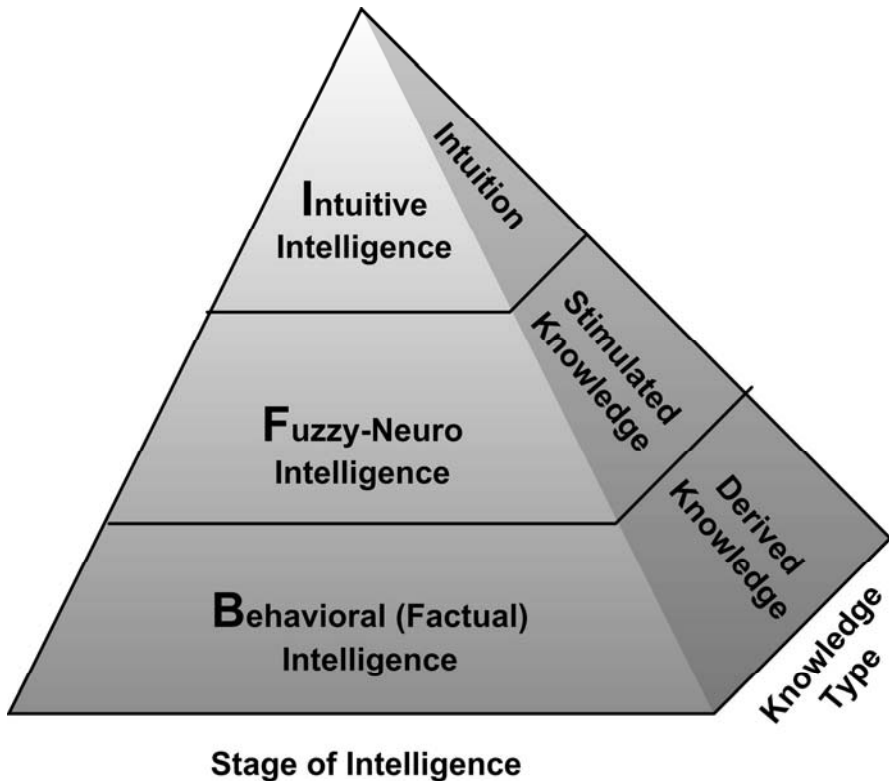 Intuitive
Intelligence
Intuition
Fuzzy-Neuro
Intelligence
Stimulated
Knowledge
Behavioral (Factual)
Intelligence
Derived
Knowledge
Knowledge
Type
Stage of Intelligence